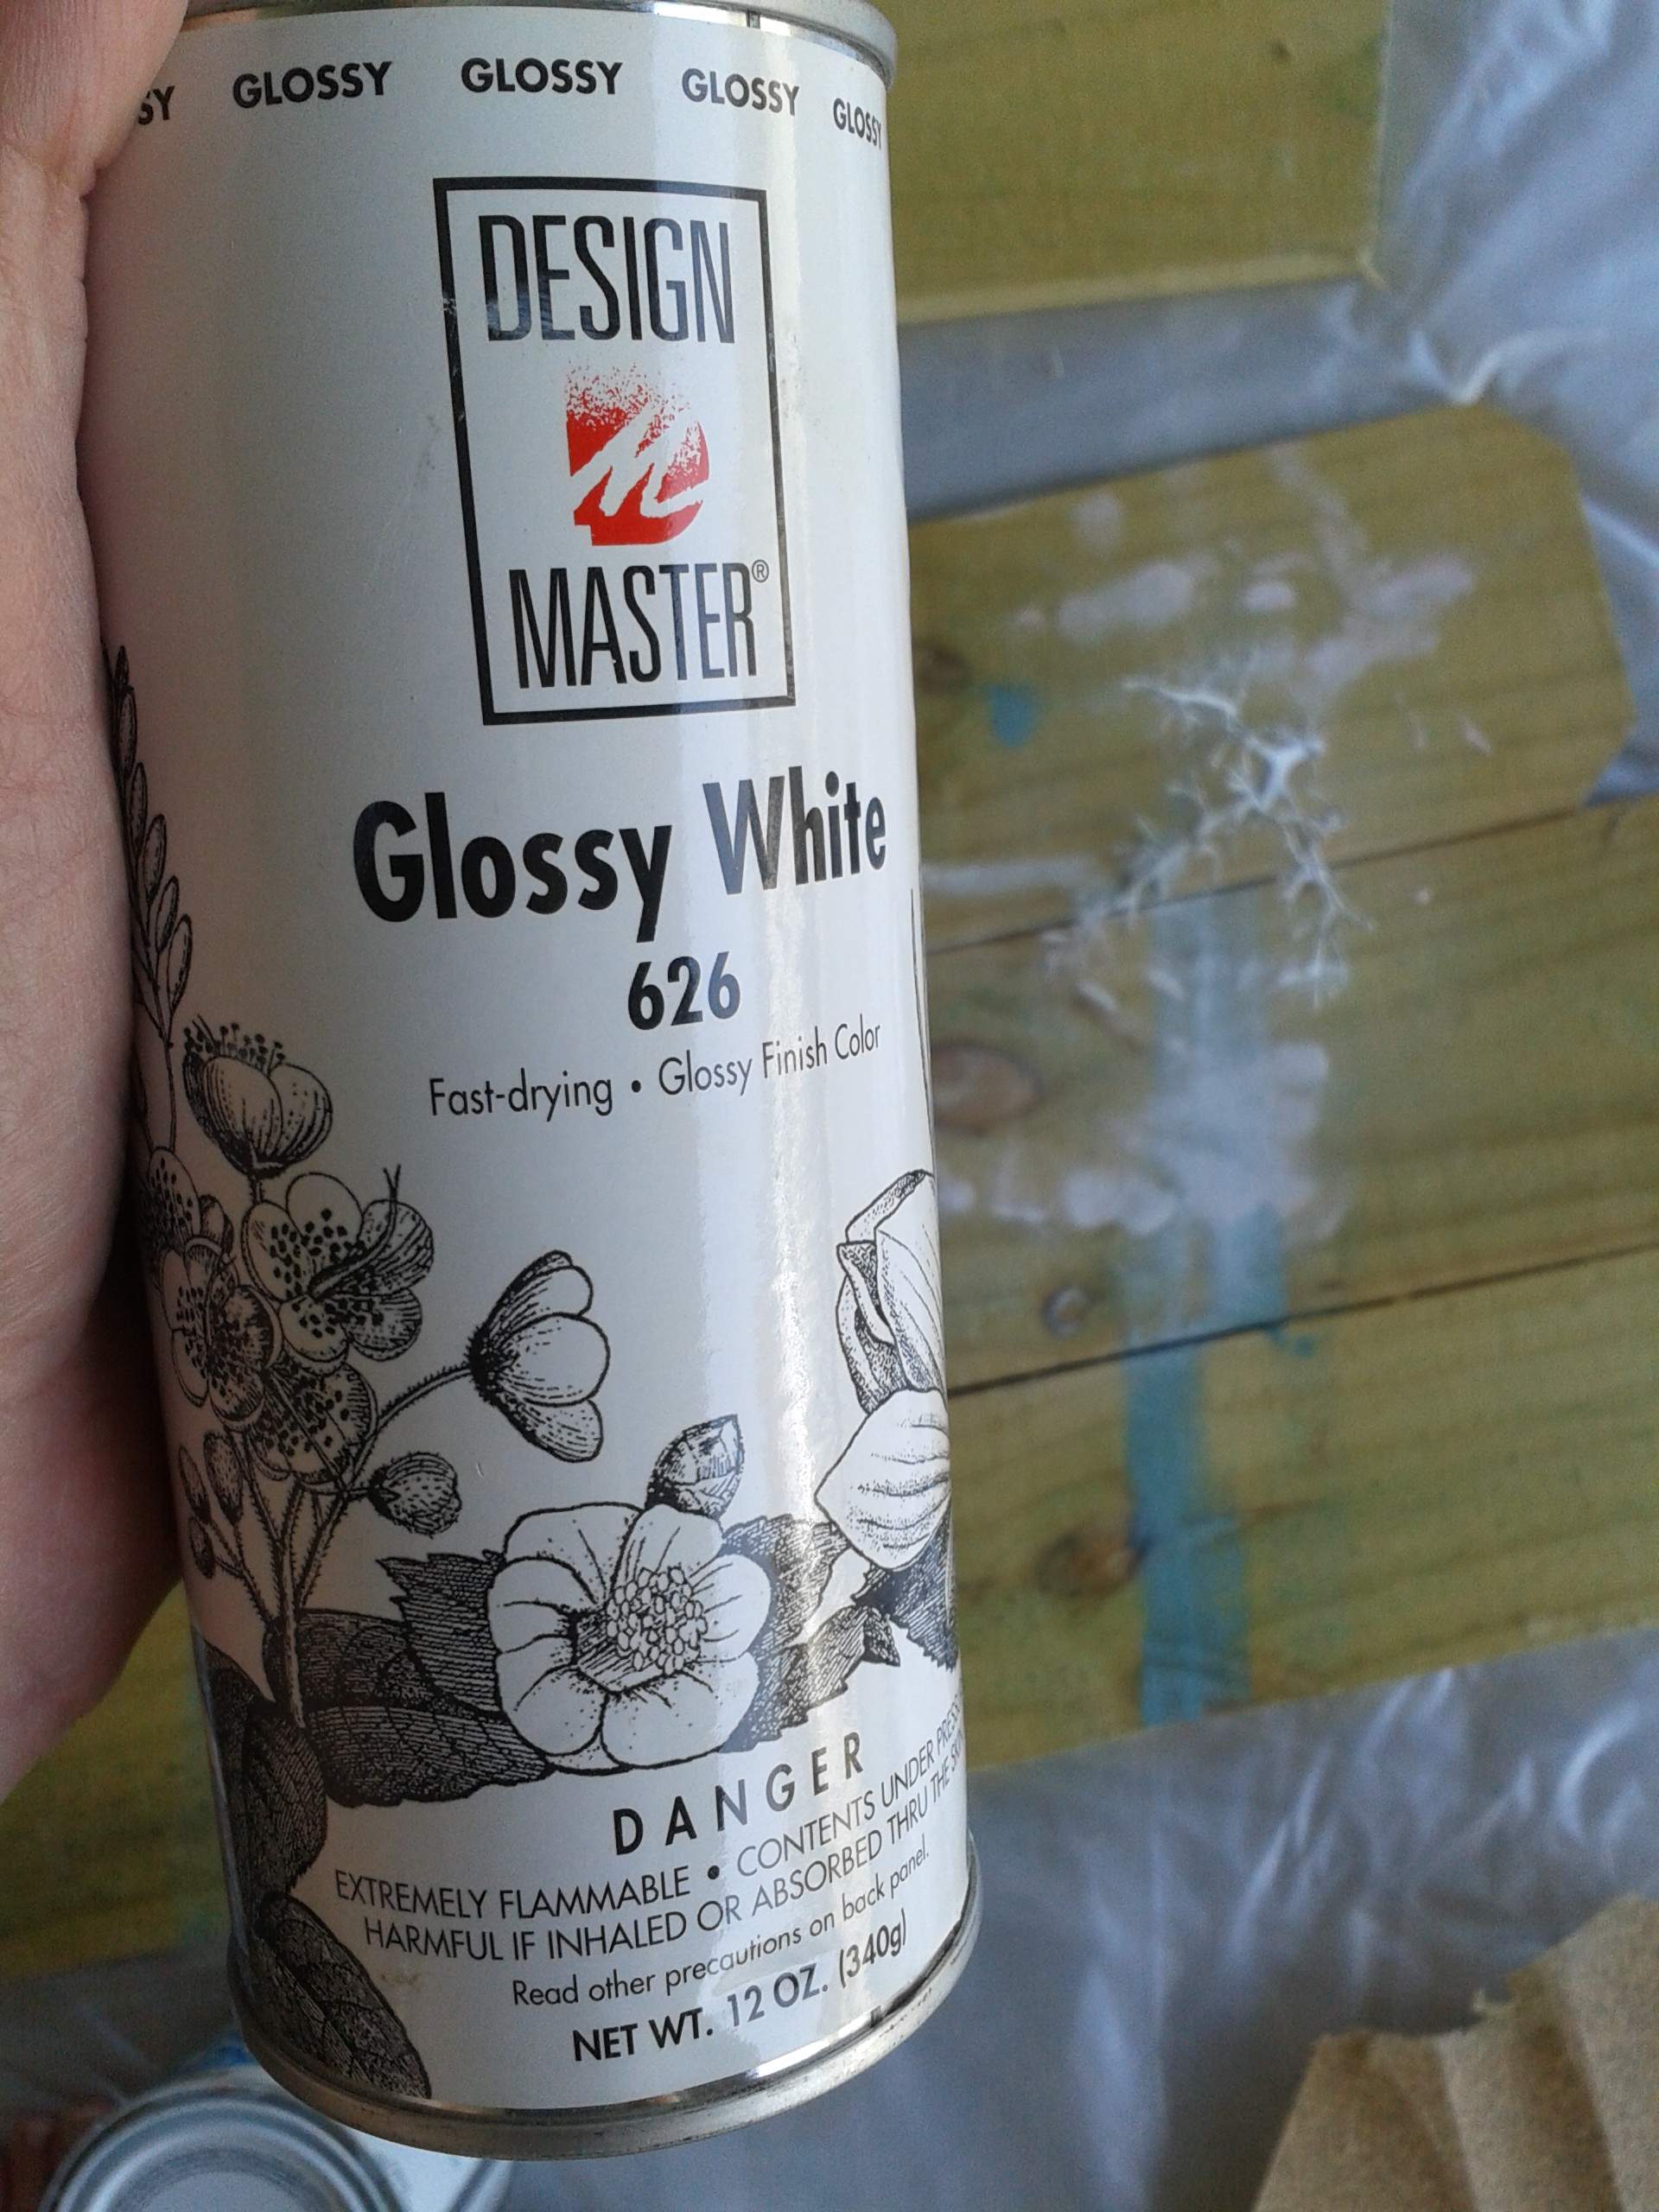 GLOSSY GLOSSY GLOSSY GLOSSY
DESIGN
MASTER®
Glossy White
626
Fast-drying • Glossy Finish Color
DANGER
EXTREMELY FLAMMABLE • CONTENTS UNDER
HARMFUL IF INHALED OR ABSORBED THRU THE
Read other precautions on back panel.
NET WT. 12 OZ. (340g)